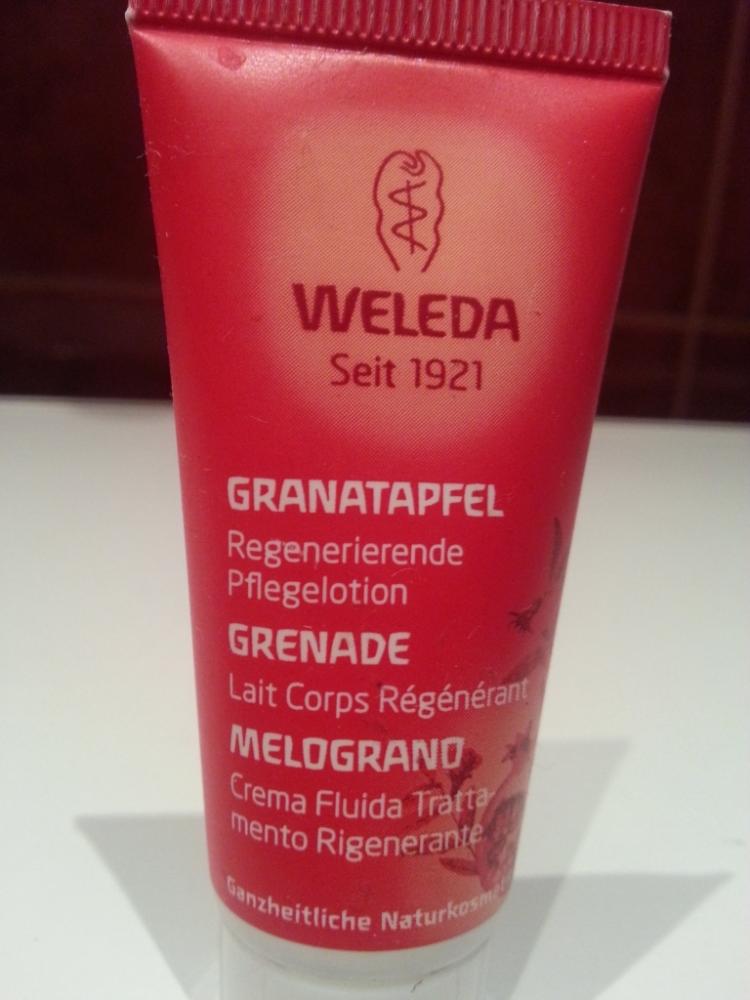 WELEDA
Seit 1921
GRANATAPFEL
Regenerierende
Pflegelotion
GRENADE
Lait Corps Régénérant
MELOGRANO
Crema Fluida Tratta-
mento Rigenerante
Ganzheitliche